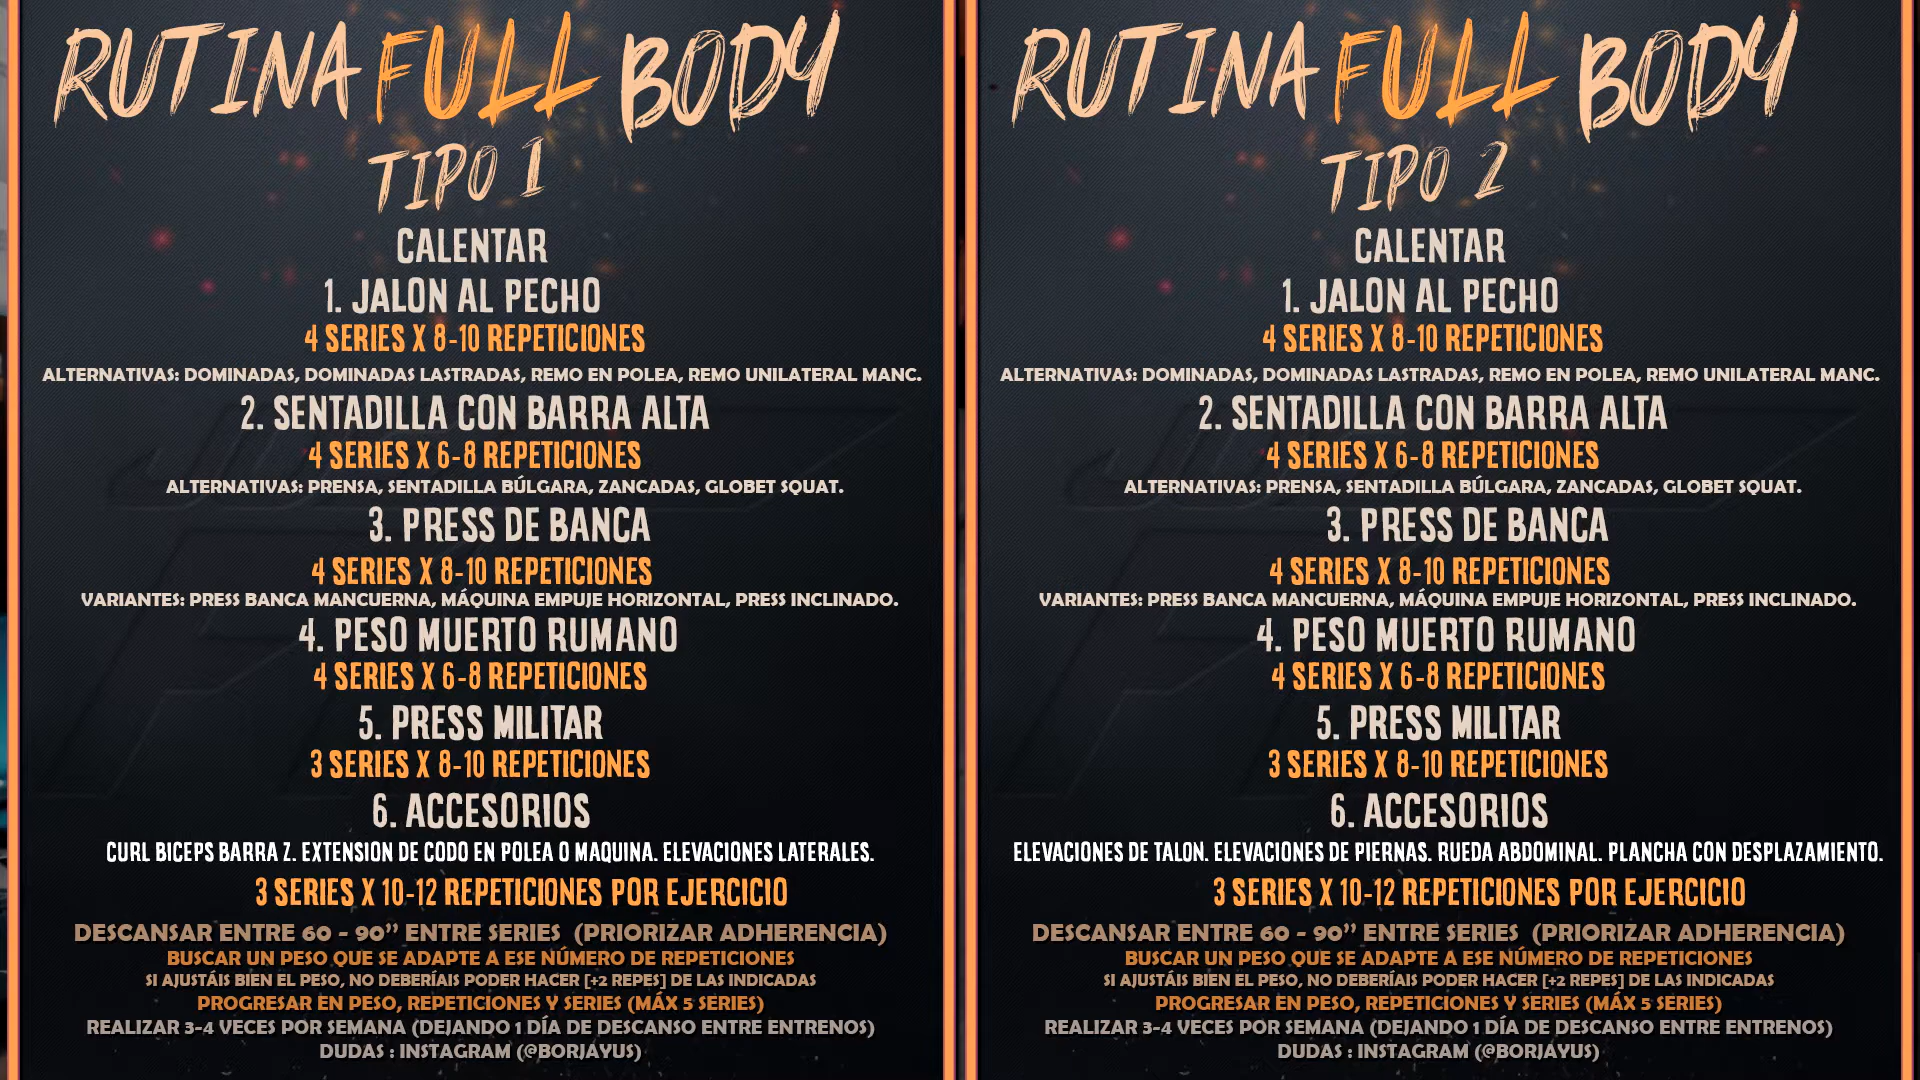 RUTINA FULL BODY
TIPO 1
CALENTAR
1. JALON AL PECHO
4 SERIES X 8-10 REPETICIONES
ALTERNATIVAS: DOMINADAS, DOMINADAS LASTRADAS, REMO EN POLEA, REMO UNILATERAL MANC.
2. SENTADILLA CON BARRA ALTA
4 SERIES X 6-8 REPETICIONES
ALTERNATIVAS: PRENSA, SENTADILLA BÚLGARA, ZANCADAS, GLOBET SQUAT.
3. PRESS DE BANCA
4 SERIES X 8-10 REPETICIONES
VARIANTES: PRESS BANCA MANCUERNA, MÁQUINA EMPUJE HORIZONTAL, PRESS INCLINADO.
4. PESO MUERTO RUMANO
4 SERIES X 6-8 REPETICIONES
5. PRESS MILITAR
3 SERIES X 8-10 REPETICIONES
6. ACCESORIOS
CURL BICEPS BARRA Z. EXTENSION DE CODO EN POLEA O MAQUINA. ELEVACIONES LATERALES.
3 SERIES X 10-12 REPETICIONES POR EJERCICIO
DESCANSAR ENTRE 60 - 90’’ ENTRE SERIES (PRIORIZAR ADHERENCIA)
BUSCAR UN PESO QUE SE ADAPTE A ESE NÚMERO DE REPETICIONES
SI AJUSTÁIS BIEN EL PESO, NO DEBERÍAIS PODER HACER [+2 REPES] DE LAS INDICADAS
PROGRESAR EN PESO, REPETICIONES Y SERIES (MÁX 5 SERIES)
REALIZAR 3-4 VECES POR SEMANA (DEJANDO 1 DÍA DE DESCANSO ENTRE ENTRENOS)
DUDAS : INSTAGRAM (@BORJAYUS)
RUTINA FULL BODY
TIPO 2
CALENTAR
1. JALON AL PECHO
4 SERIES X 8-10 REPETICIONES
ALTERNATIVAS: DOMINADAS, DOMINADAS LASTRADAS, REMO EN POLEA, REMO UNILATERAL MANC.
2. SENTADILLA CON BARRA ALTA
4 SERIES X 6-8 REPETICIONES
ALTERNATIVAS: PRENSA, SENTADILLA BÚLGARA, ZANCADAS, GLOBET SQUAT.
3. PRESS DE BANCA
4 SERIES X 8-10 REPETICIONES
VARIANTES: PRESS BANCA MANCUERNA, MÁQUINA EMPUJE HORIZONTAL, PRESS INCLINADO.
4. PESO MUERTO RUMANO
4 SERIES X 6-8 REPETICIONES
5. PRESS MILITAR
3 SERIES X 8-10 REPETICIONES
6. ACCESORIOS
ELEVACIONES DE TALON. ELEVACIONES DE PIERNAS. RUEDA ABDOMINAL. PLANCHA CON DESPLAZAMIENTO.
3 SERIES X 10-12 REPETICIONES POR EJERCICIO
DESCANSAR ENTRE 60 - 90’’ ENTRE SERIES (PRIORIZAR ADHERENCIA)
BUSCAR UN PESO QUE SE ADAPTE A ESE NÚMERO DE REPETICIONES
SI AJUSTÁIS BIEN EL PESO, NO DEBERÍAIS PODER HACER [+2 REPES] DE LAS INDICADAS
PROGRESAR EN PESO, REPETICIONES Y SERIES (MÁX 5 SERIES)
REALIZAR 3-4 VECES POR SEMANA (DEJANDO 1 DÍA DE DESCANSO ENTRE ENTRENOS)
DUDAS : INSTAGRAM (@BORJAYUS)